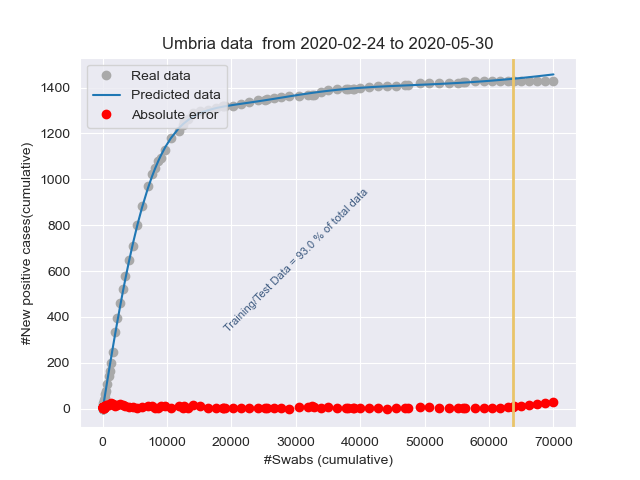 Umbria data  from 2020-02-24 to 2020-05-30
Real data
Predicted data
Absolute error
#New positive cases(cumulative)
1400
1200
1000
800
600
400
200
0
Training/Test Data = 93.0 % of total data
0 10000 20000 30000 40000 50000 60000 70000
#Swabs (cumulative)